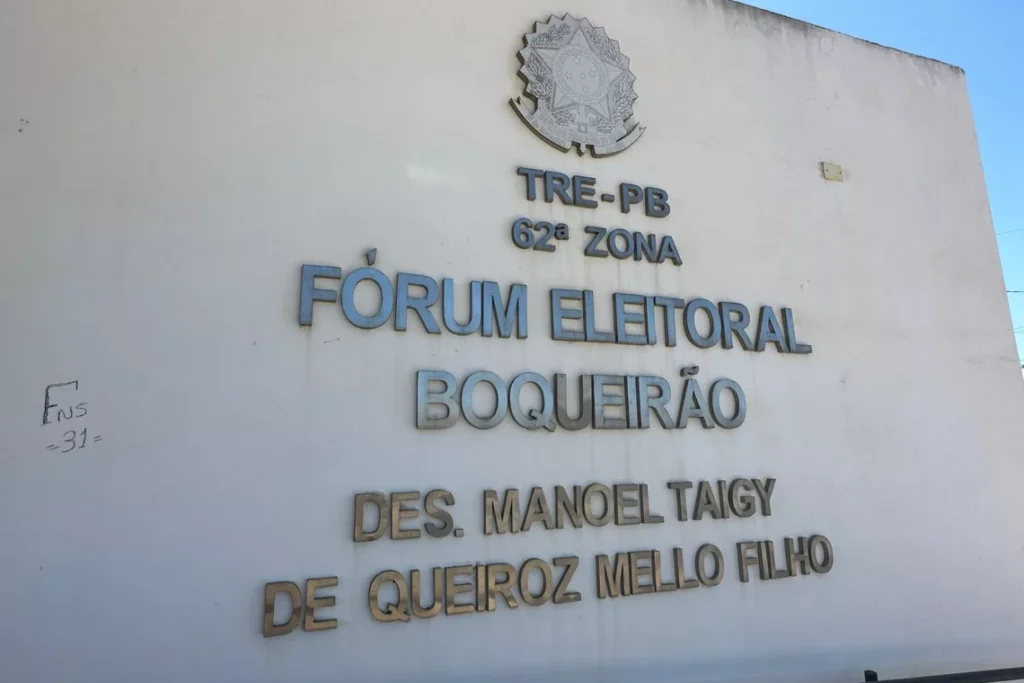 TRE-PB
62ª ZONA
FÓRUM ELEITORAL
BOQUEIRÃO
DES. MANOEL TAIGY
DE QUEIROZ MELLO FILHO
FNS
=31=